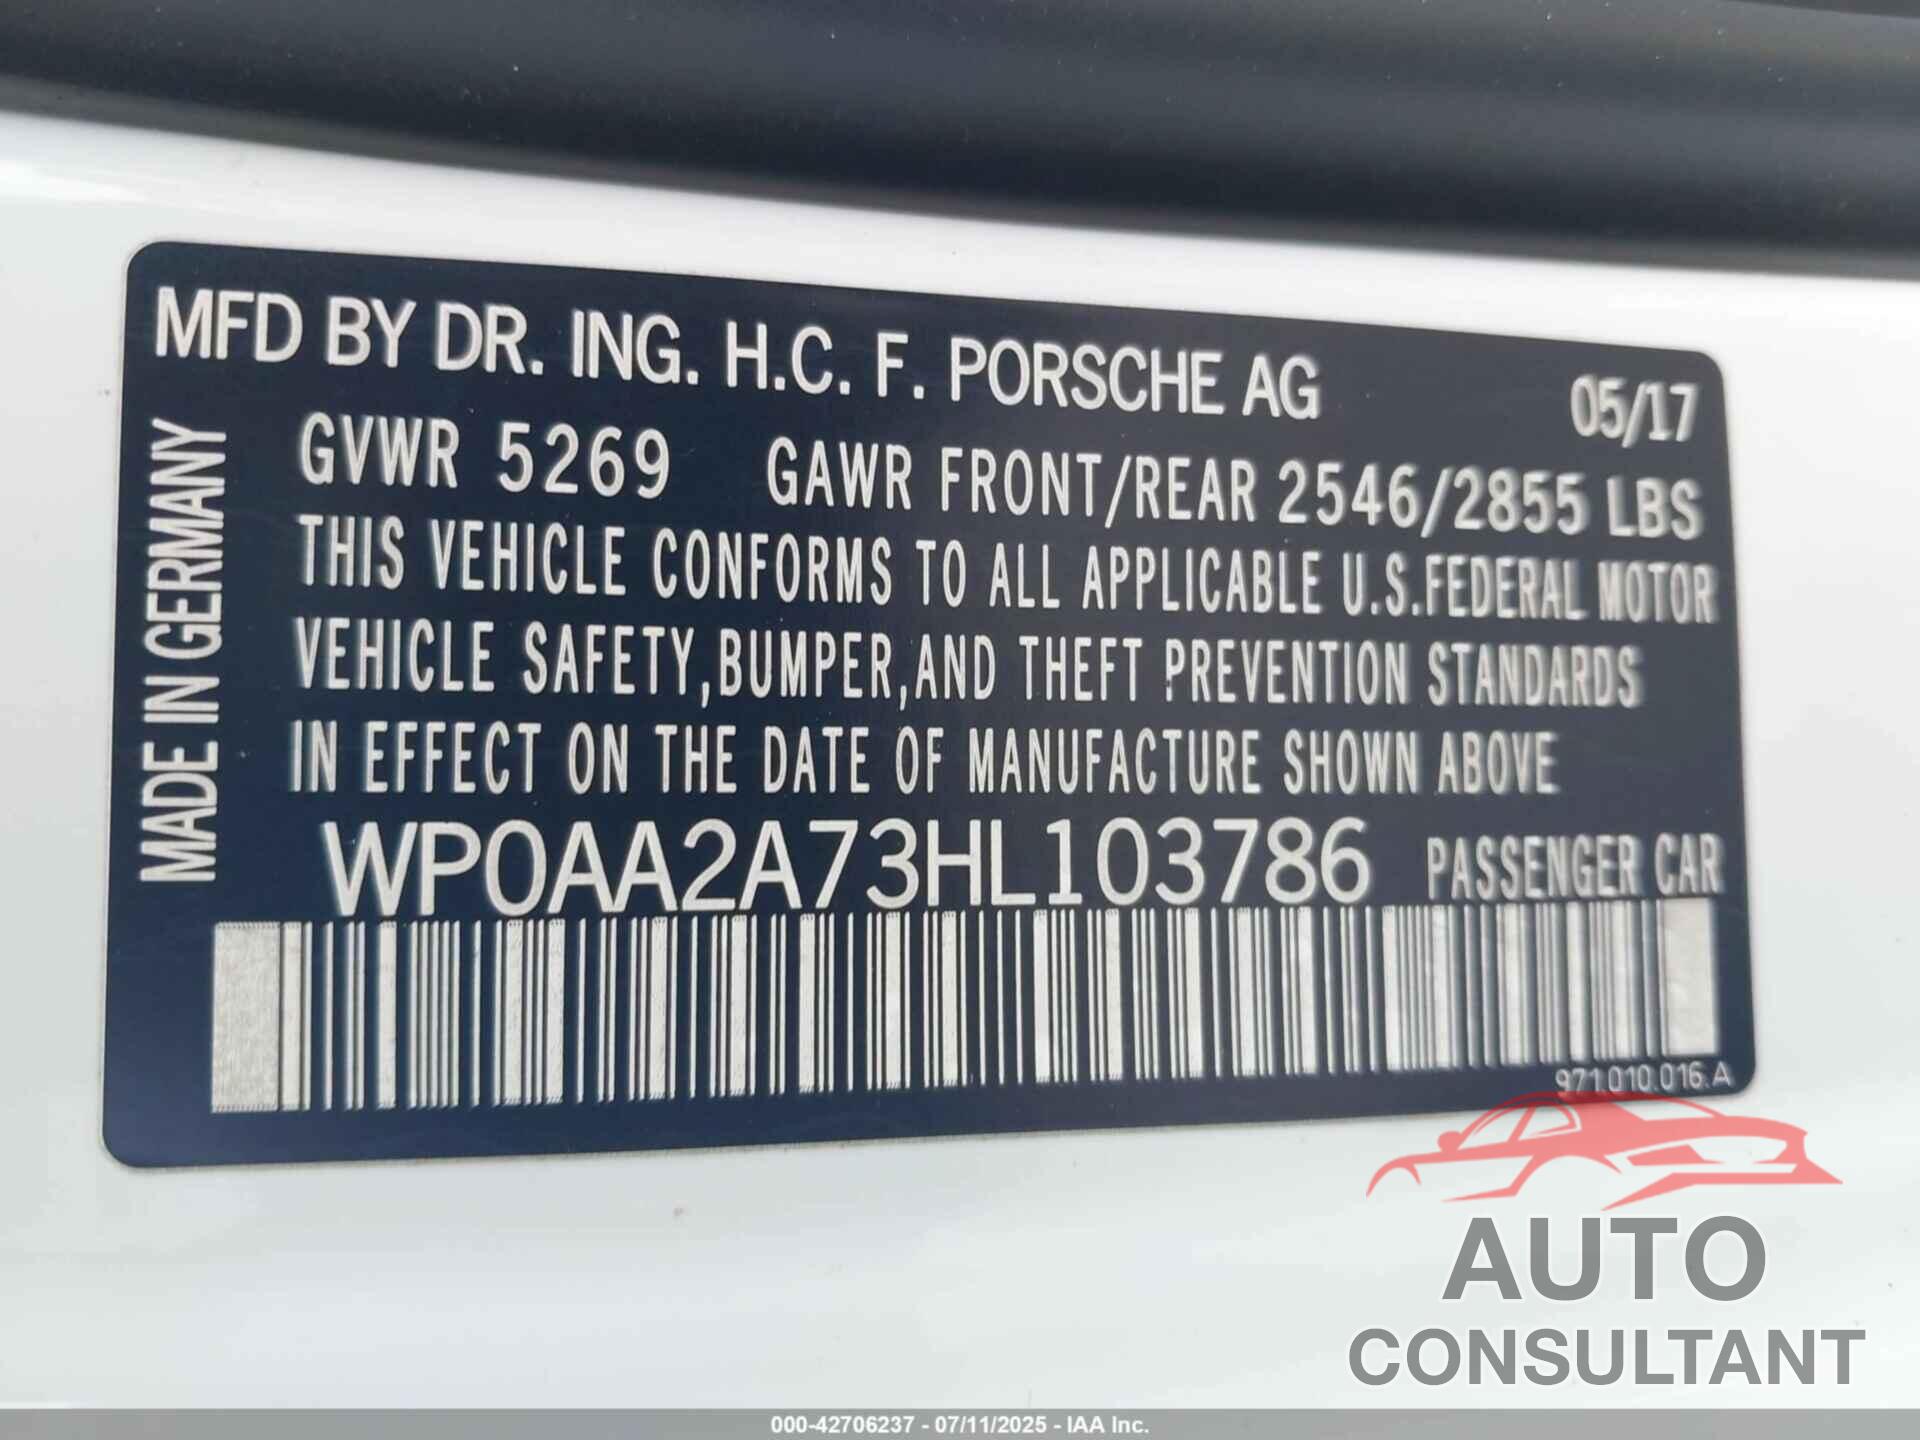 MFD BY DR. ING. H.C. F. PORSCHE AG 05/17
GVWR 5269 GAWR FRONT/REAR 2546/2855 LBS
THIS VEHICLE CONFORMS TO ALL APPLICABLE U.S.FEDERAL MOTOR
VEHICLE SAFETY,BUMPER,AND THEFT PREVENTION STANDARDS
IN EFFECT ON THE DATE OF MANUFACTURE SHOWN ABOVE
WP0AA2A73HL103786 PASSENGER CAR
MADE IN GERMANY
971.010.016.A
AUTO
CONSULTANT
000-42706237 - 07/11/2025 - IAA Inc.